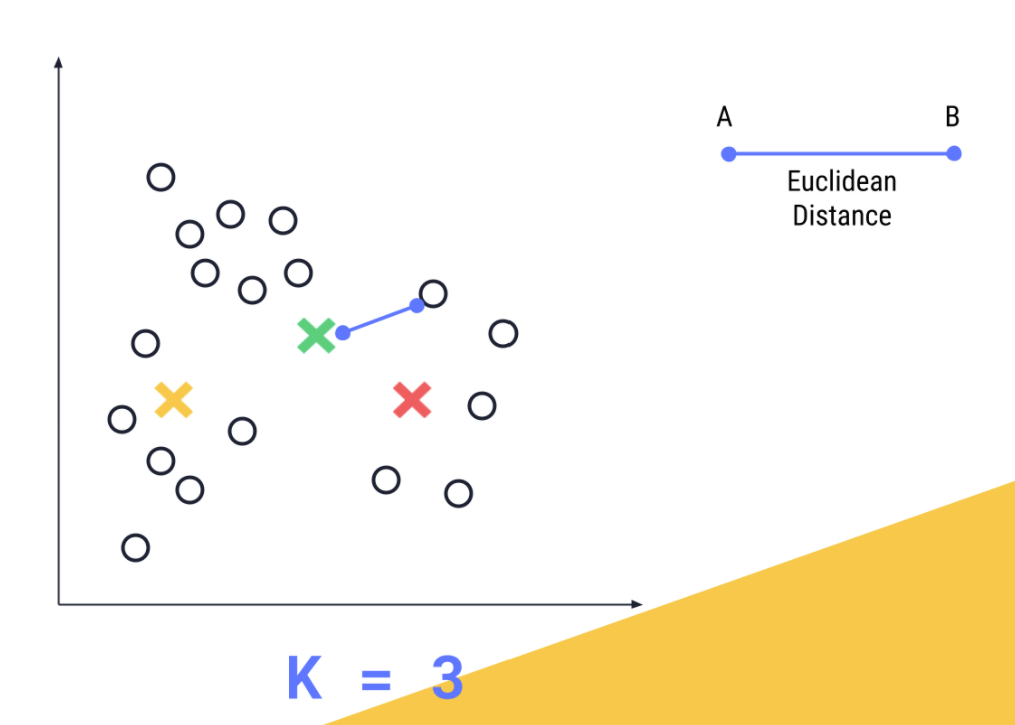 A
B
Euclidean
Distance
K = 3